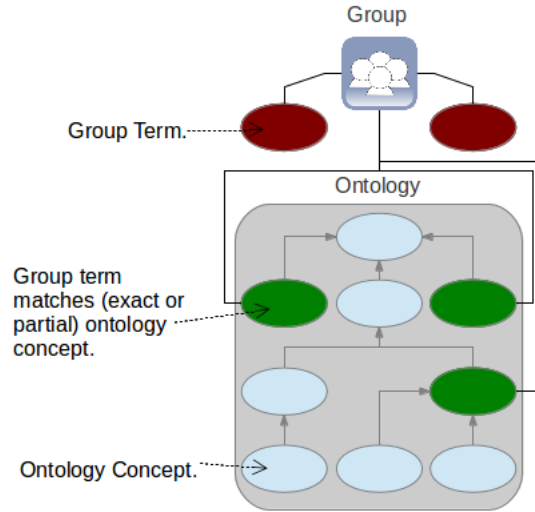 Group
Group Term.
Ontology
Group term
matches (exact or
partial) ontology
concept.
Ontology Concept.